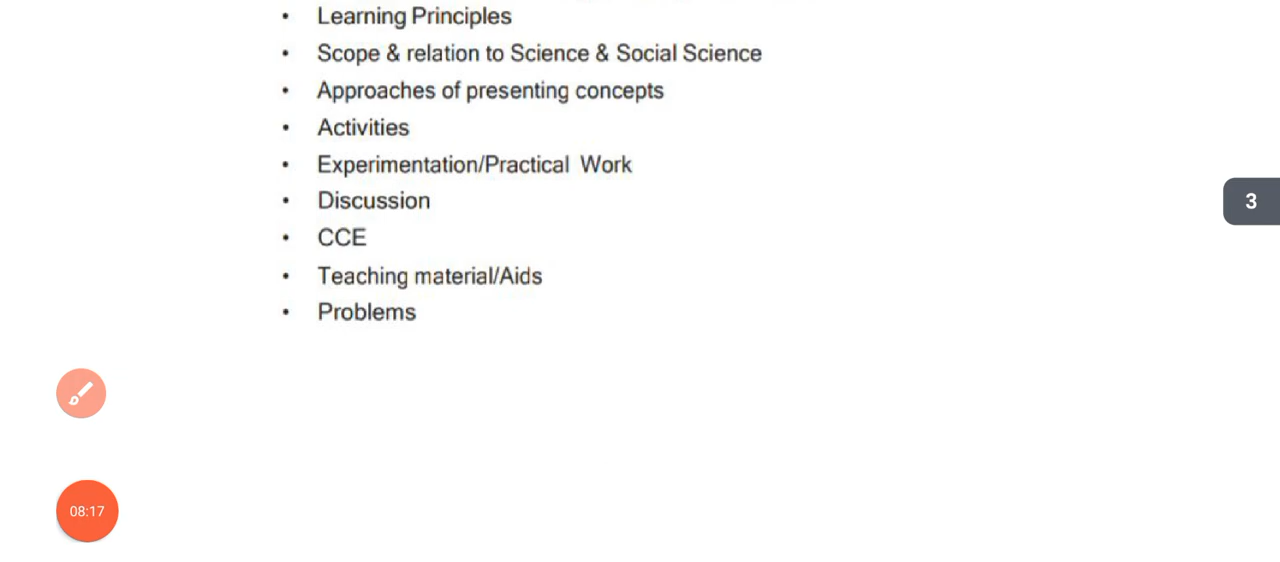 • Learning Principles
• Scope & relation to Science & Social Science
• Approaches of presenting concepts
• Activities
• Experimentation/Practical Work
3
• Discussion
• CCE
• Teaching material/Aids
• Problems
08:17